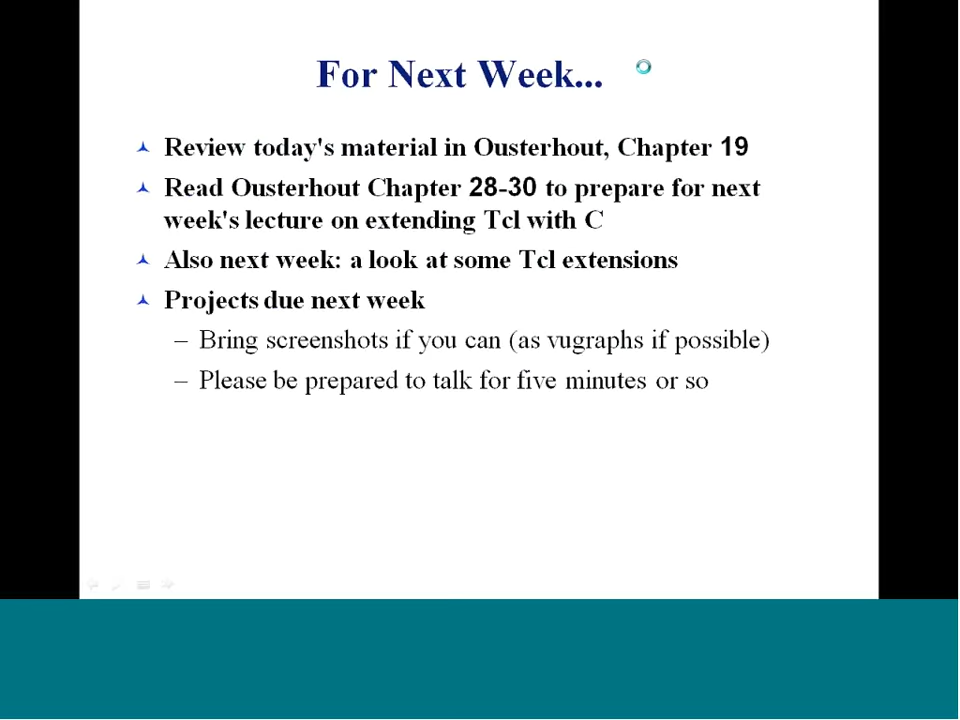 For Next Week...
Review today's material in Ousterhout, Chapter 19
Read Ousterhout Chapter 28-30 to prepare for next
week's lecture on extending Tcl with C
Also next week: a look at some Tcl extensions
Projects due next week
– Bring screenshots if you can (as vugraphs if possible)
– Please be prepared to talk for five minutes or so